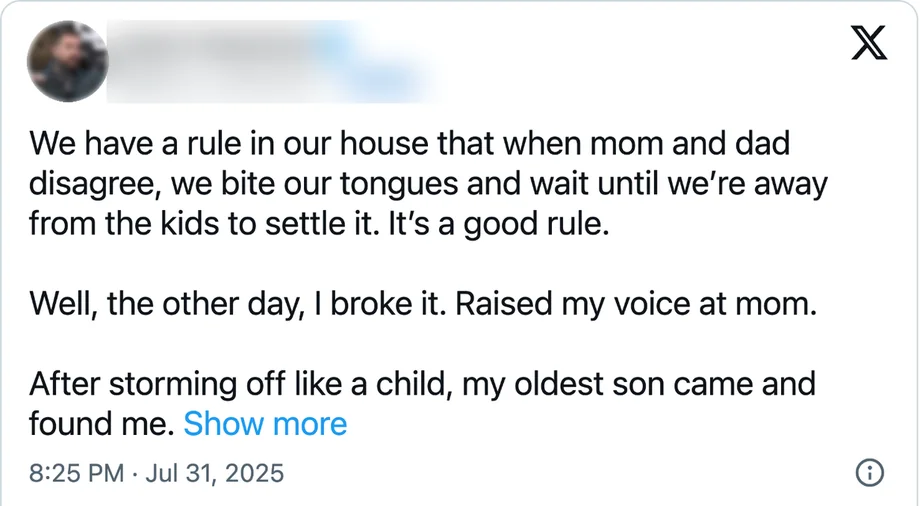 We have a rule in our house that when mom and dad
disagree, we bite our tongues and wait until we’re away
from the kids to settle it. It’s a good rule.
Well, the other day, I broke it. Raised my voice at mom.
After storming off like a child, my oldest son came and
found me. Show more
8:25 PM · Jul 31, 2025